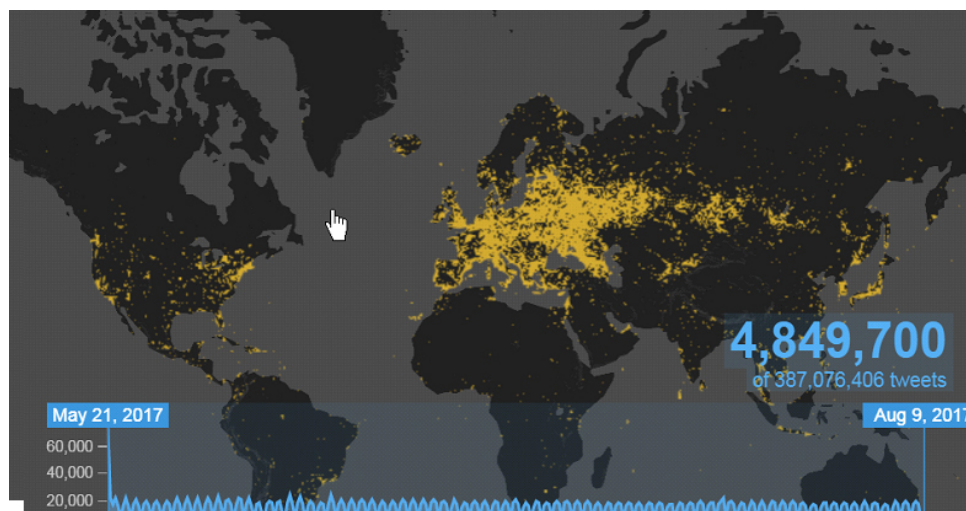 4,849,700
of 387,076,406 tweets
May 21, 2017
Aug 9, 2017
60,000
40,000
20,000